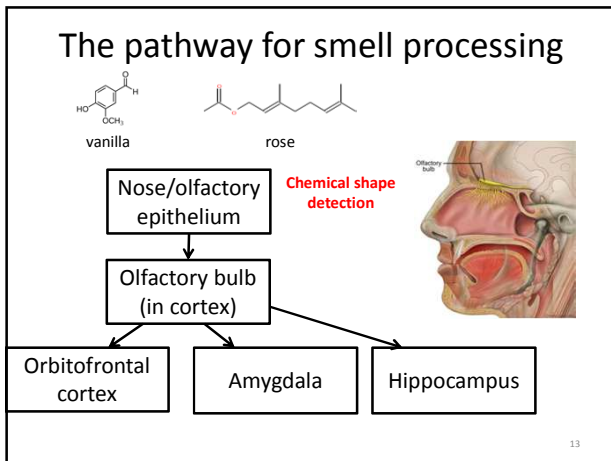 The pathway for smell processing
O
H
HO
OCH₃
O
O
vanilla
rose
Olfactory
bulb
Nose/olfactory
epithelium
Chemical shape
detection
Olfactory bulb
(in cortex)
Orbitofrontal
cortex
Amygdala
Hippocampus
13